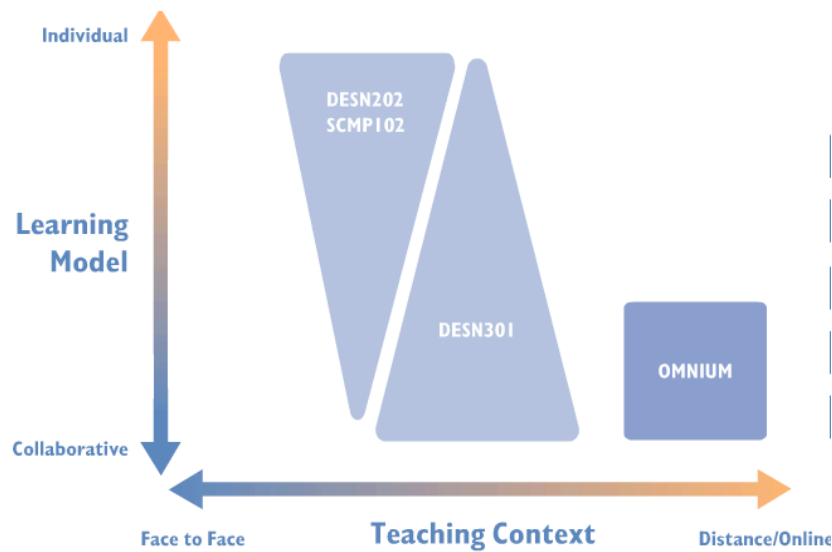 Individual
DESN202
SCMP102
Learning
Model
DESN301
OMNIUM
Collaborative
Face to Face
Teaching Context
Distance/Online